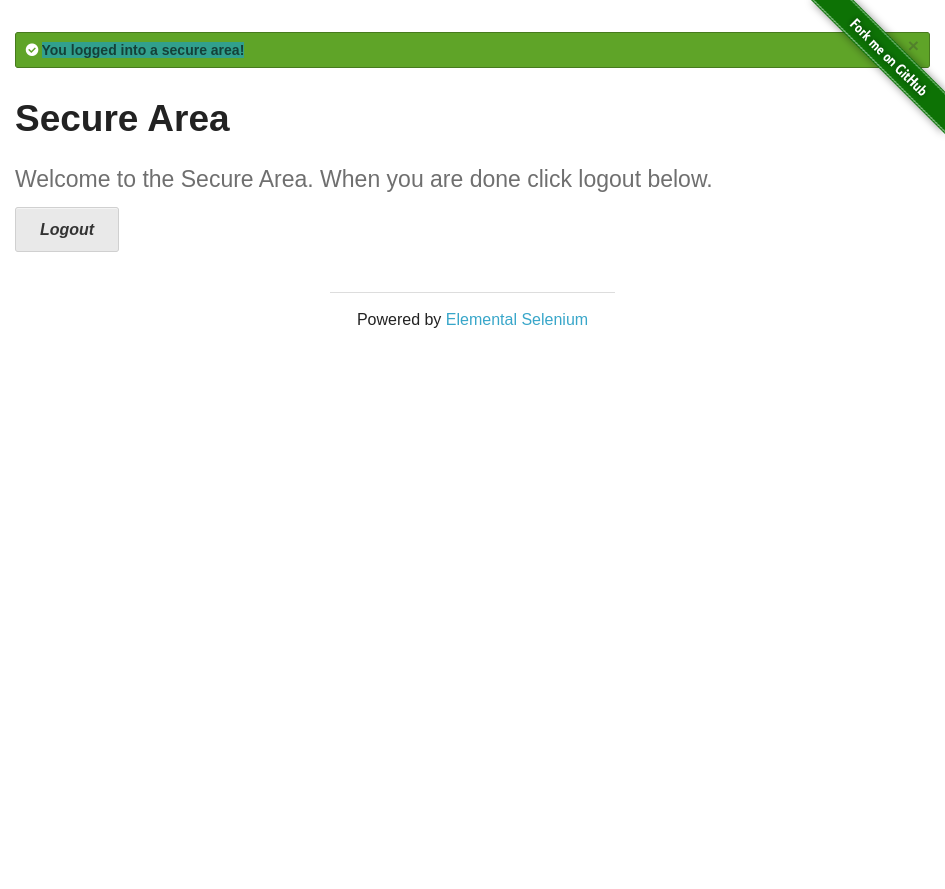 You logged into a secure area!
×
Fork me on GitHub
Secure Area
Welcome to the Secure Area. When you are done click logout below.
Logout
Powered by Elemental Selenium